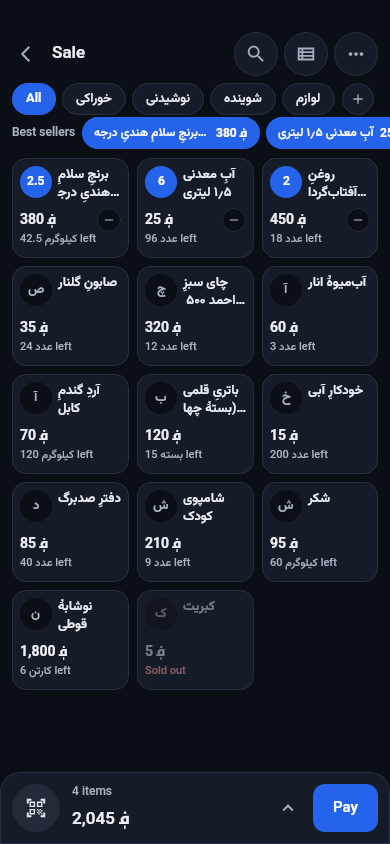 Sale
All
خوراکی
نوشیدنی
شوینده
لوازم
Best sellers
برنج سلامِ هندیِ درجه... 380 ؋
آبِ معدنی ۱٫۵ لیتری 25
2.5
برنج سلامِ
هندیِ درجـ...
380 ؋
42.5 کیلوگرم left
6
آبِ معدنی
۱٫۵ لیتری
25 ؋
96 عدد left
2
روغنِ
آفتاب‌گردا...
450 ؋
18 عدد left
ص
صابونِ گلنار
35 ؋
24 عدد left
چ
چای سبزِ
احمد ۵۰۰...
320 ؋
12 عدد left
آ
آب‌میوهٔ انار
60 ؋
3 عدد left
آ
آردِ گندمِ
کابل
70 ؋
120 کیلوگرم left
ب
باتریِ قلمی
(بستهٔ چها...
120 ؋
15 بسته left
خ
خودکارِ آبی
15 ؋
200 عدد left
د
دفترِ صدبرگ
85 ؋
40 عدد left
ش
شامپوی
کودک
210 ؋
9 عدد left
ش
شکر
95 ؋
60 کیلوگرم left
ن
نوشابهٔ
قوطی
1,800 ؋
6 کارتن left
ک
کبریت
5 ؋
Sold out
4 items
2,045 ؋
Pay